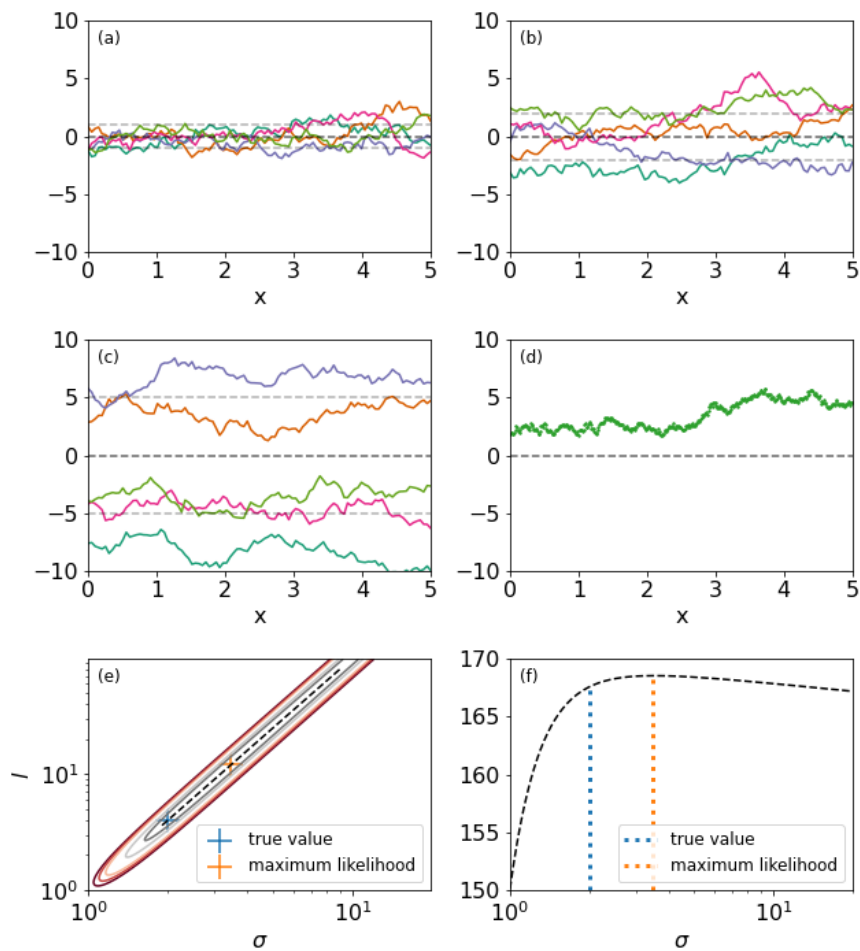 (a)
10
5
0
−5
−10
0 1 2 3 4 5
x
(b)
10
5
0
−5
−10
0 1 2 3 4 5
x
(c)
10
5
0
−5
−10
0 1 2 3 4 5
x
(d)
10
5
0
−5
−10
0 1 2 3 4 5
x
(e)
l
10¹
10⁰
true value
maximum likelihood
10⁰ 10¹
σ
(f)
170
165
160
155
150
true value
maximum likelihood
10⁰ 10¹
σ